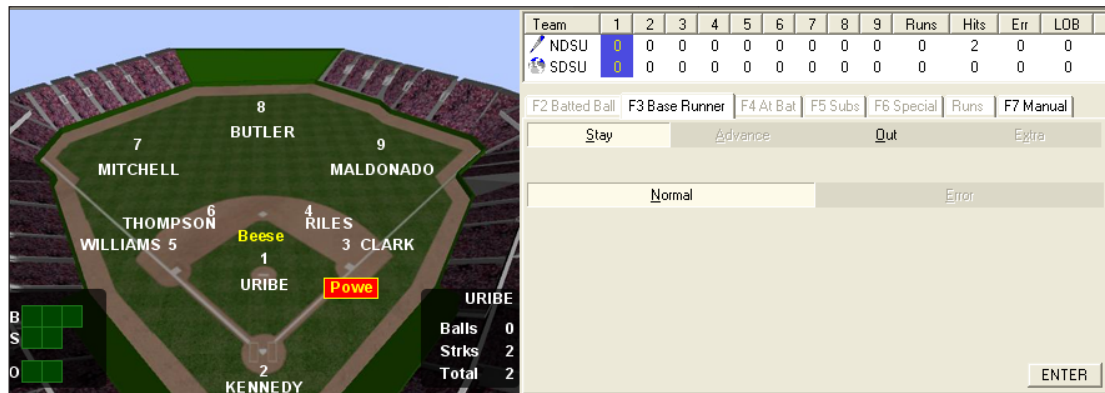 Team 1 2 3 4 5 6 7 8 9 Runs Hits Err LOB
NDSU 0 0 0 0 0 0 0 0 0 0 2 0 0
SDSU 0 0 0 0 0 0 0 0 0 0 0 0 0
F2 Batted Ball F3 Base Runner F4 At Bat F5 Subs F6 Special Runs F7 Manual
Stay Advance Out Extra
Normal Error
ENTER
8
BUTLER
7
MITCHELL
9
MALDONADO
6
THOMPSON
4
RILES
WILLIAMS 5
Beese
3 CLARK
1
URIBE
Powe
2
KENNEDY
B
S
O
URIBE
Balls 0
Strks 2
Total 2